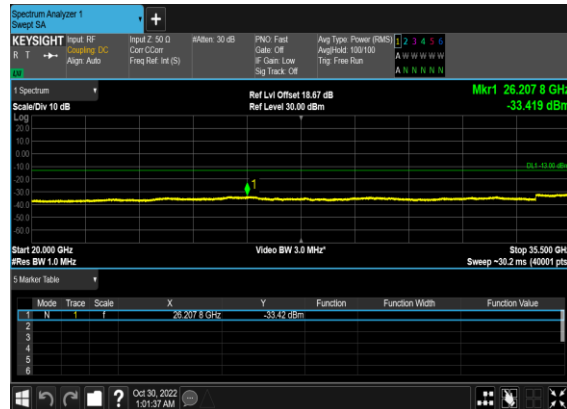 Spectrum Analyzer 1
Swept SA
+
KEYSIGHT Input: RF Input Z: 50 Ω #Atten: 30 dB PNO: Fast Avg Type: Power (RMS) 1 2 3 4 5 6
R T Coupling: DC Corr CCorr Gate: Off Avg|Hold: 100/100 A W W W W W
Align: Auto Freq Ref: Int (S) IF Gain: Low Trig: Free Run
Sig Track: Off A N N N N N
1 Spectrum Ref Lvl Offset 18.67 dB Mkr1 26.207 8 GHz
Scale/Div 10 dB Ref Level 30.00 dBm -33.419 dBm
Log
20.0
10.0
0.00
-10.0 DL1 -13.00 dBm
-20.0
-30.0 1
-40.0
-50.0
-60.0
Start 20.000 GHz Video BW 3.0 MHz* Stop 35.500 GHz
#Res BW 1.0 MHz Sweep ~30.2 ms (40001 pts)
5 Marker Table
Mode Trace Scale X Y Function Function Width Function Value
1 N 1 f 26.207 8 GHz -33.42 dBm
2
3
4
5
6
? Oct 30, 2022
1:01:37 AM